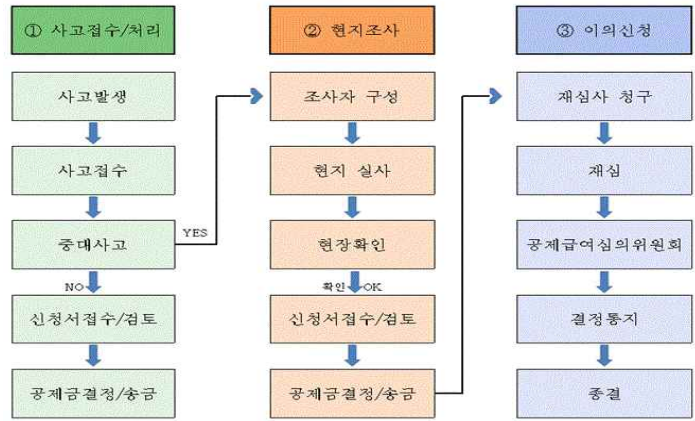 ① 사고접수/처리
사고발생
사고접수
중대사고
YES
NO
신청서접수/검토
공제금결정/송금
② 현지조사
조사자 구성
현지 실사
현장확인
확인 OK
신청서접수/검토
공제금결정/송금
③ 이의신청
재심사 청구
재심
공제급여심의위원회
결정통지
종결